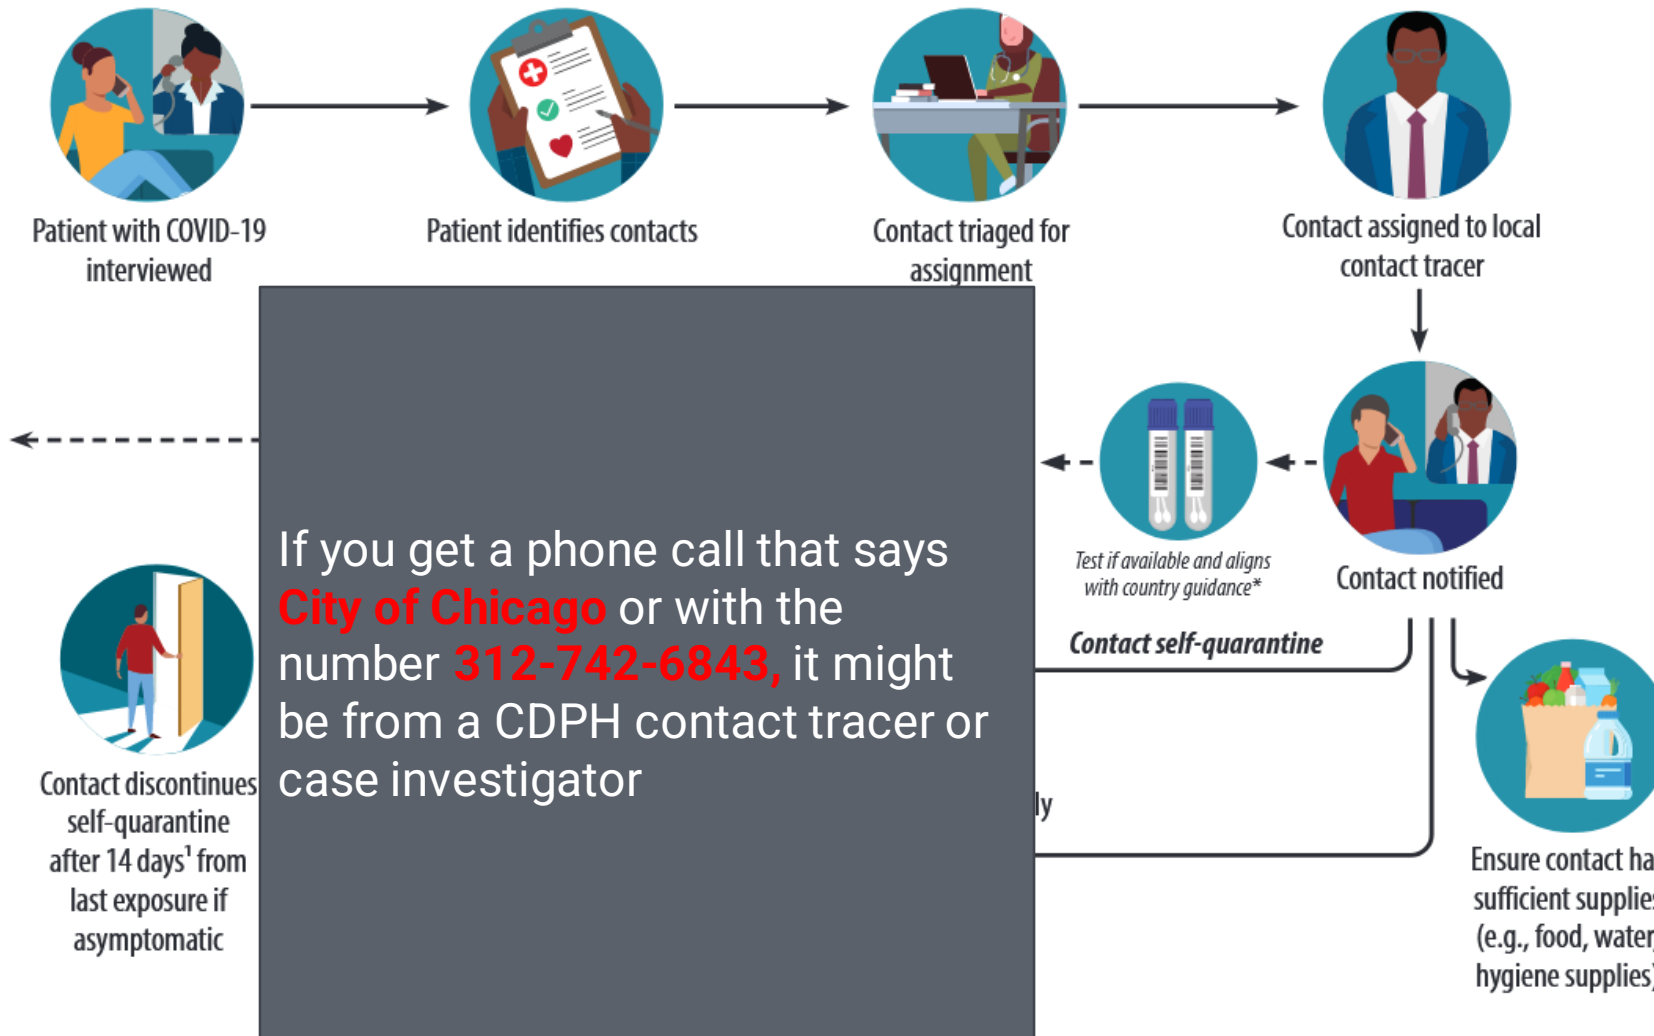 Patient with COVID-19
interviewed
Patient identifies contacts
Contact triaged for
assignment
Contact assigned to local
contact tracer
If you get a phone call that says
City of Chicago or with the
number 312-742-6843, it might
be from a CDPH contact tracer or
case investigator
Test if available and aligns
with country guidance*
Contact notified
Contact self-quarantine
ly
Contact discontinues
self-quarantine
after 14 days¹ from
last exposure if
asymptomatic
Ensure contact ha
sufficient supplies
(e.g., food, water,
hygiene supplies)